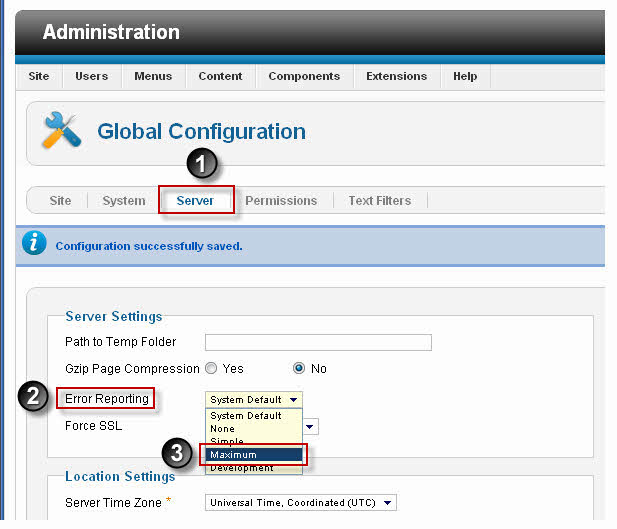 Administration
Site Users Menus Content Components Extensions Help
Global Configuration
1
Site System Server Permissions Text Filters
i Configuration successfully saved.
Server Settings
Path to Temp Folder
Gzip Page Compression Yes No
2 Error Reporting System Default
System Default
None
Force SSL
Simple
3 Maximum
Development
Location Settings
Server Time Zone * Universal Time, Coordinated (UTC)